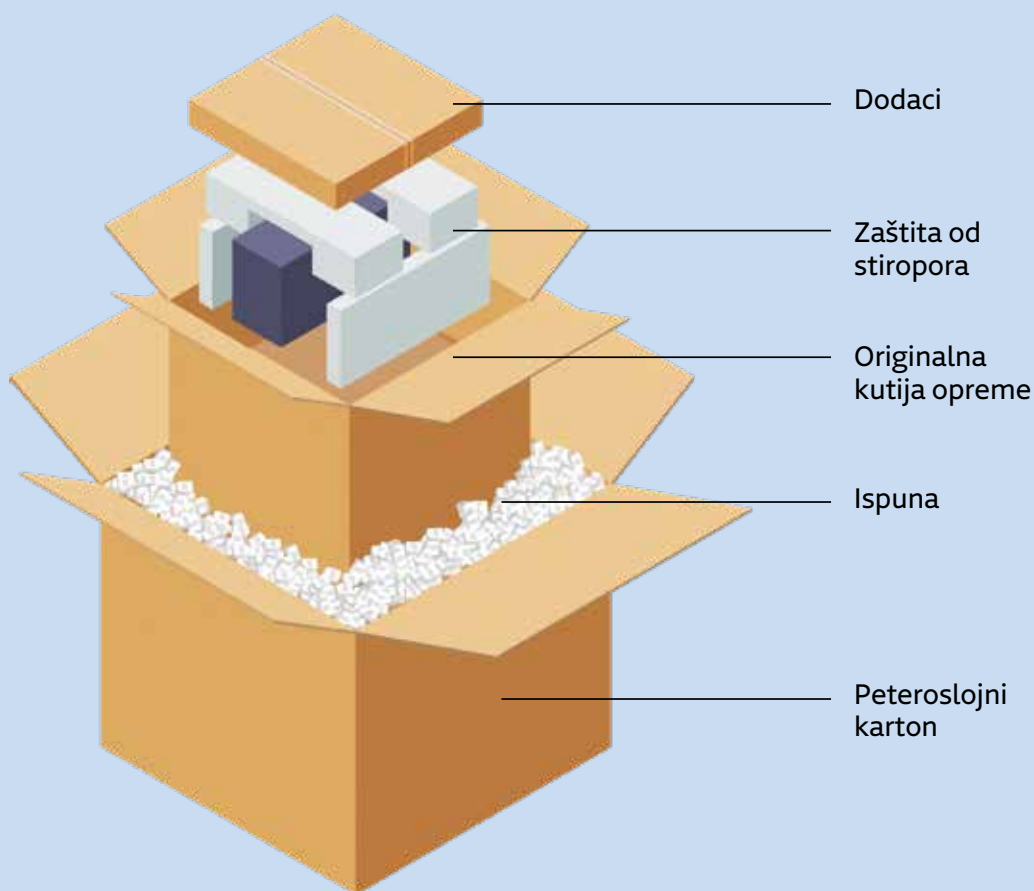 Dodaci
Zaštita od
stiropora
Originalna
kutija opreme
Ispuna
Peteroslojni
karton